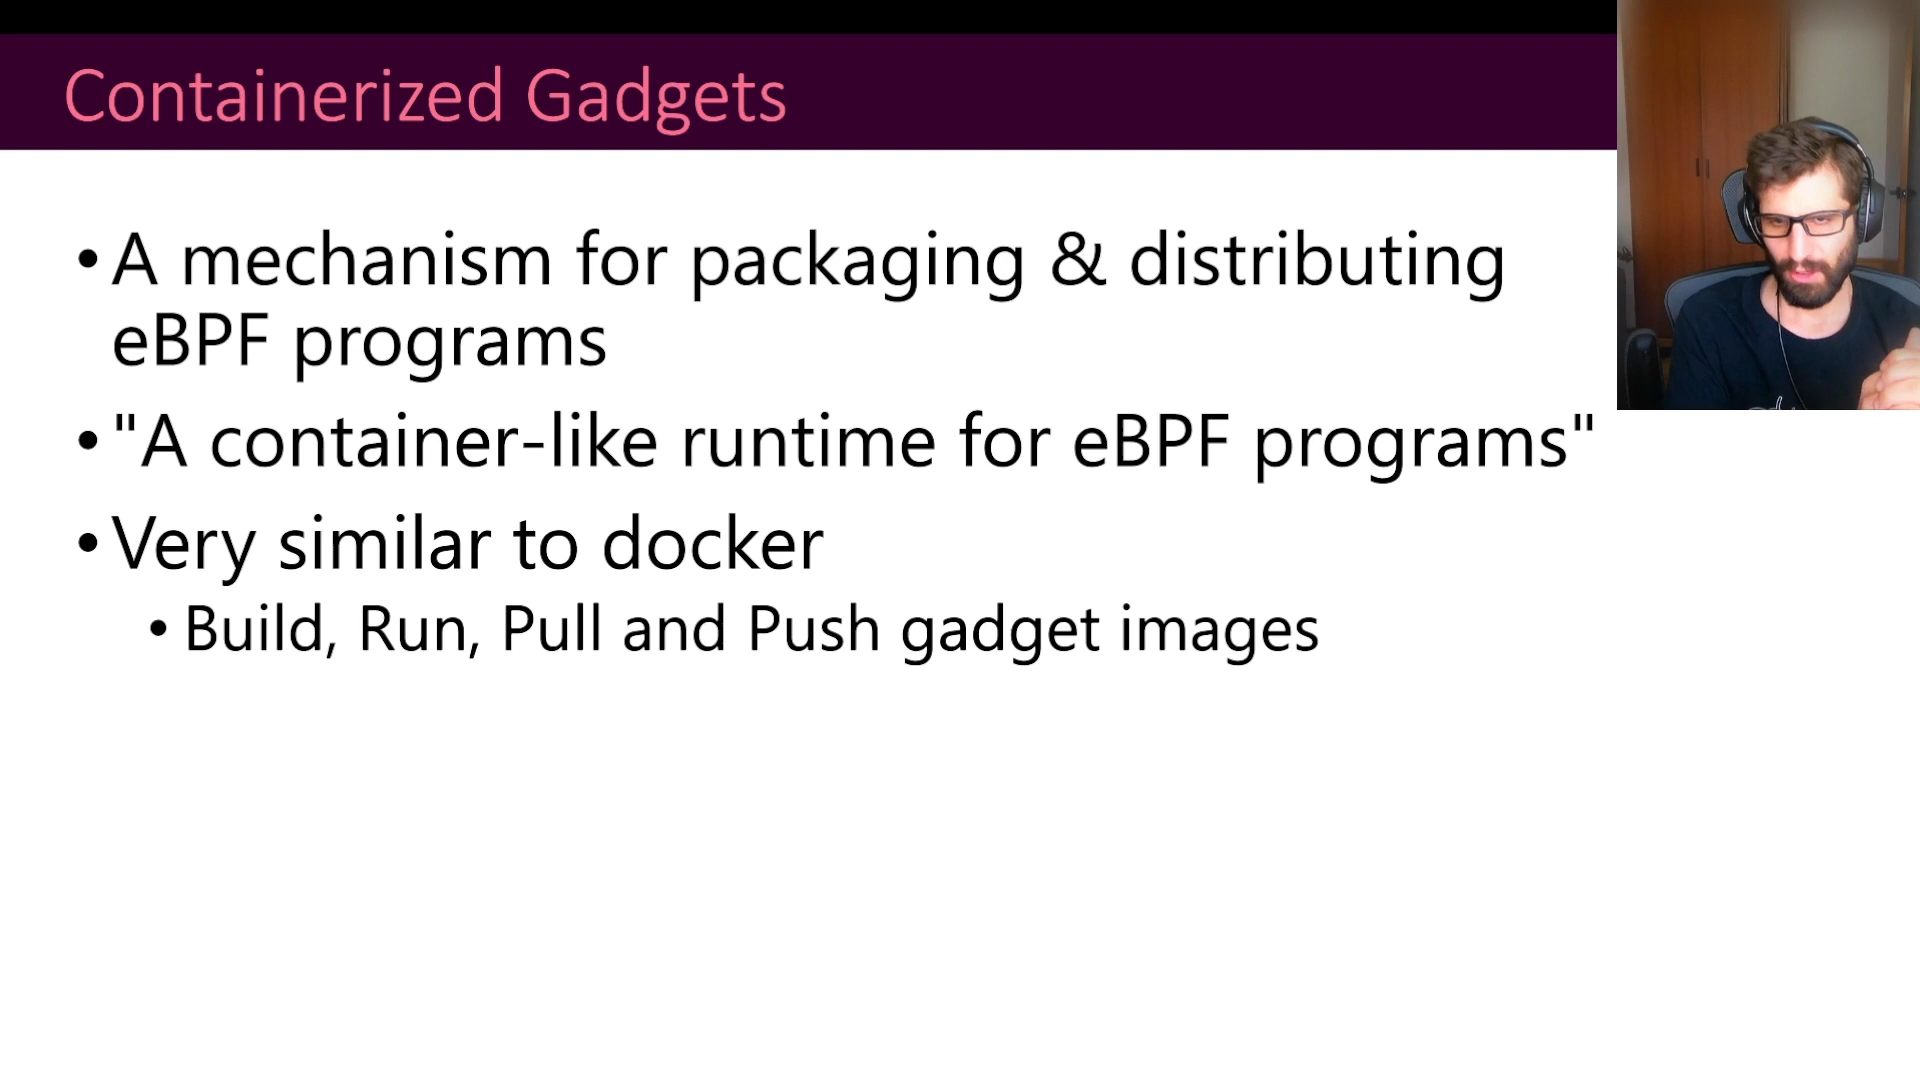 Containerized Gadgets
• A mechanism for packaging & distributing
eBPF programs
• "A container-like runtime for eBPF programs"
• Very similar to docker
• Build, Run, Pull and Push gadget images